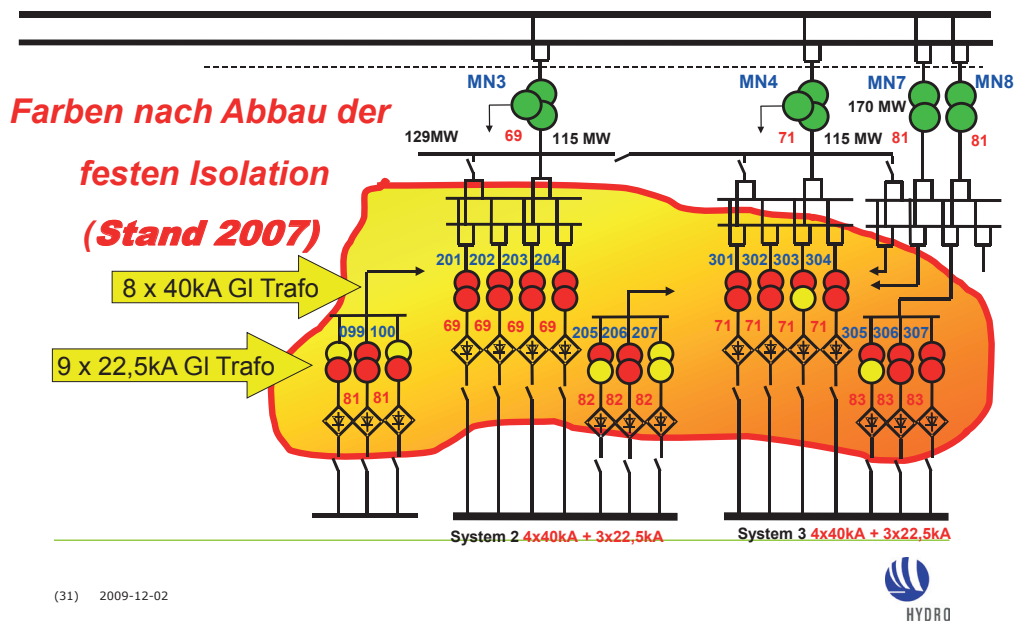 MN3
MN4
MN7
MN8
Farben nach Abbau der
festen Isolation
(Stand 2007)
129MW
69
115 MW
71
115 MW
170 MW
81
81
8 x 40kA Gl Trafo
9 x 22,5kA Gl Trafo
201 202 203 204
301 302 303 304
69 69 69 69
71 71 71 71
099 100
205 206 207
305 306 307
81 81
82 82 82
83 83 83
System 2 4x40kA + 3x22,5kA
System 3 4x40kA + 3x22,5kA
(31) 2009-12-02
HYDRO